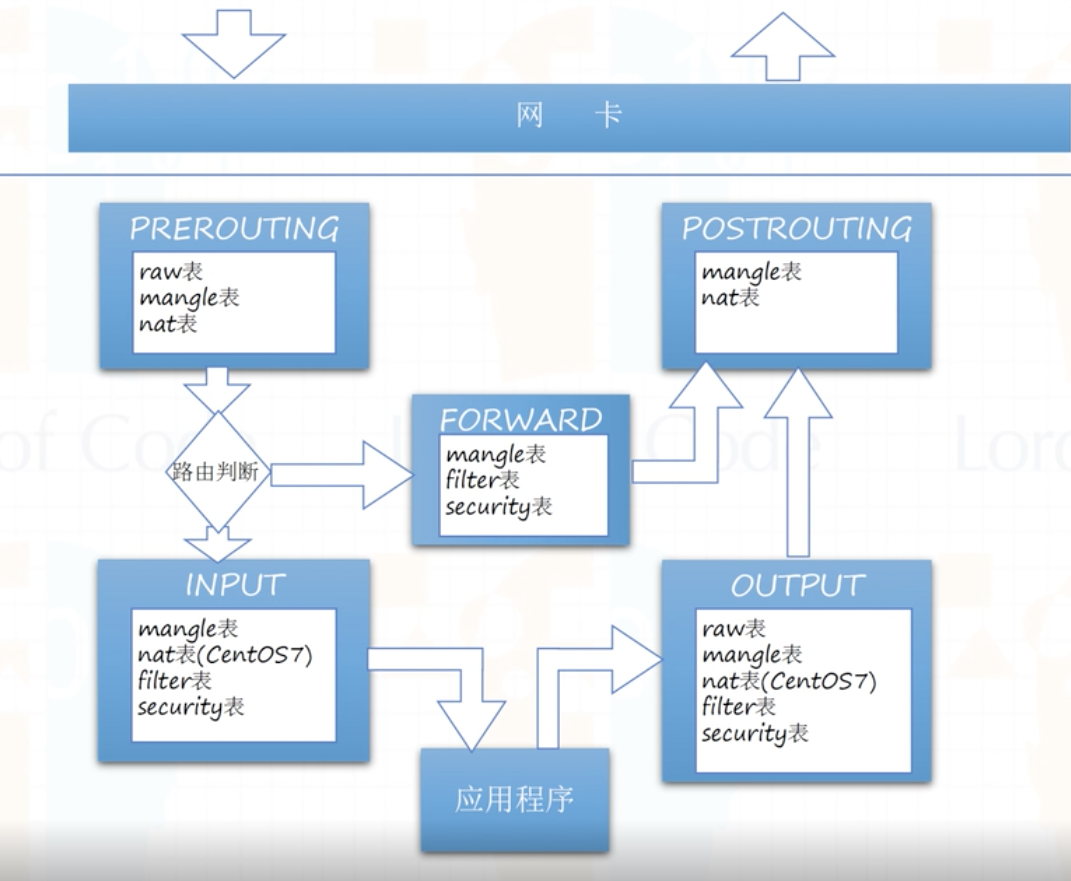 网 卡
PREROUTING
raw表
mangle表
nat表
POSTROUTING
mangle表
nat表
路由判断
FORWARD
mangle表
filter表
security表
INPUT
mangle表
nat表(CentOS7)
filter表
security表
OUTPUT
raw表
mangle表
nat表(CentOS7)
filter表
security表
应用程序